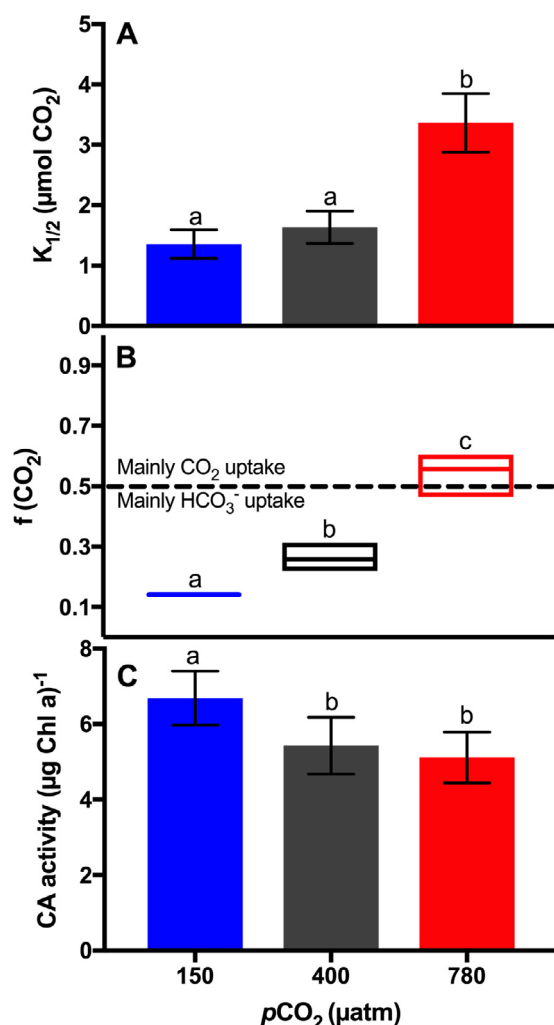 A
K1/2 (μmol CO2)
5
4
3
2
1
0
a
a
b
B
f (CO2)
0.9
0.7
0.5
0.3
0.1
Mainly CO2 uptake
Mainly HCO3- uptake
a
b
c
C
CA activity (μg Chl a)-1
8
6
4
2
0
a
b
b
150 400 780
pCO2 (μatm)